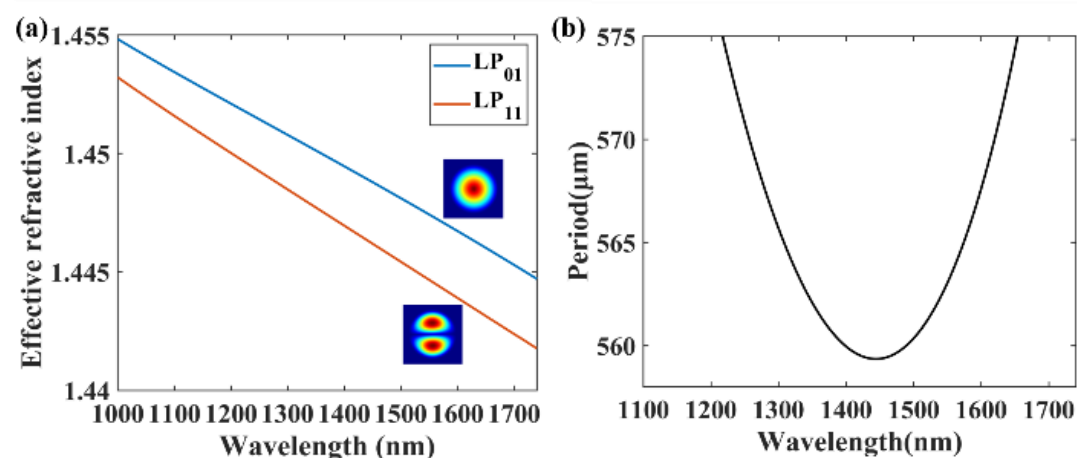 (a)
1.455
1.45
1.445
1.44
Effective refractive index
LP01
LP11
1000 1100 1200 1300 1400 1500 1600 1700
Wavelength (nm)
(b)
575
570
565
560
Period(μm)
1100 1200 1300 1400 1500 1600 1700
Wavelength(nm)